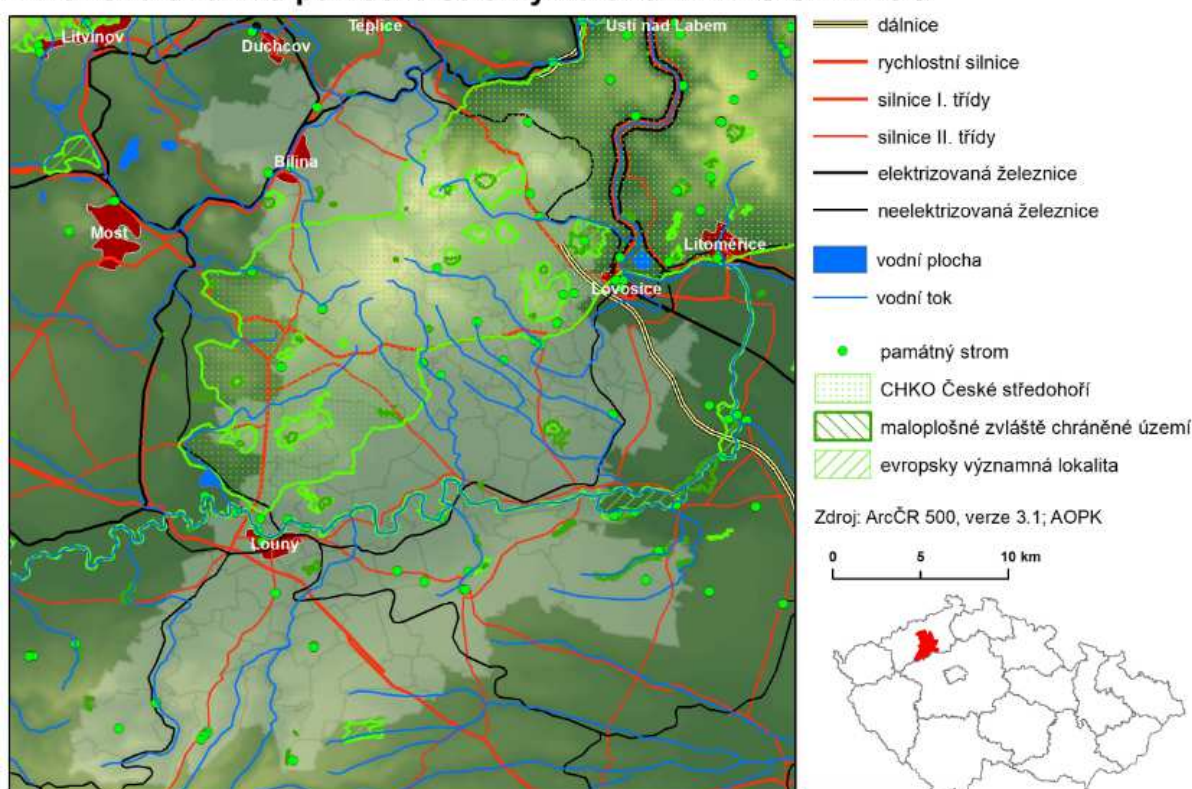 Litvínov
Duchcov
Teplice
Ústí nad Labem
Bílina
Most
Litoměřice
Lovosice
Louny
dálnice
rychlostní silnice
silnice I. třídy
silnice II. třídy
elektrizovaná železnice
neelektrizovaná železnice
vodní plocha
vodní tok
památný strom
CHKO České středohoří
maloplošné zvláště chráněné území
evropsky významná lokalita
Zdroj: ArcČR 500, verze 3.1; AOPK
0 5 10 km